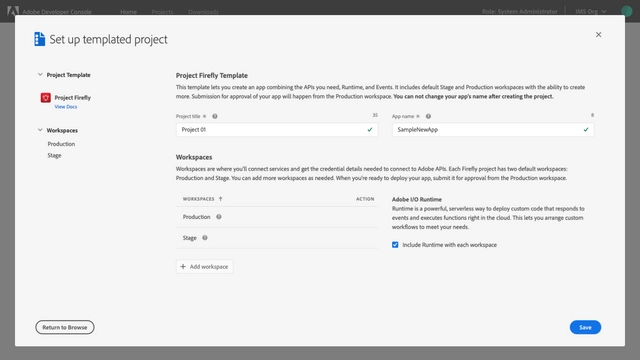 Adobe Developer Console
Home
Projects
Downloads
Role: System Administrator
IMS Org
Set up templated project
Project Template
Project Firefly
View Docs
Workspaces
Production
Stage
Project Firefly Template
This template lets you create an app combining the APIs you need, Runtime, and Events. It includes default Stage and Production workspaces with the ability to create
more. Submission for approval of your app will happen from the Production workspace. You can not change your app's name after creating the project.
Project title
35
App name
8
Project 01
SampleNewApp
Workspaces
Workspaces are where you'll connect services and get the credential details needed to connect to Adobe APIs. Each Firefly project has two default workspaces:
Production and Stage. You can add more workspaces as needed. When you're ready to deploy your app, submit it for approval from the Production workspace.
WORKSPACES
ACTION
Production
Stage
+ Add workspace
Adobe I/O Runtime
Runtime is a powerful, serverless way to deploy custom code that responds to
events and executes functions right in the cloud. This lets you arrange custom
workflows to meet your needs.
Include Runtime with each workspace
Return to Browse
Save